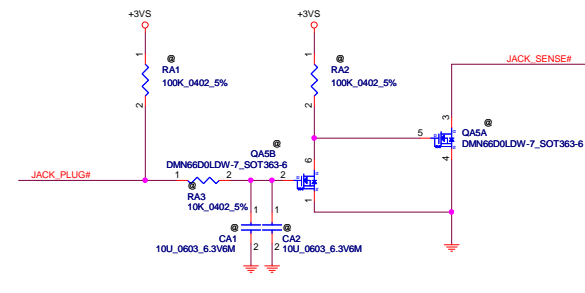 +3VS
+3VS
1
@
RA1
100K_0402_5%
2
1
@
RA2
100K_0402_5%
2
JACK_SENSE#
3
@
QA5A
5
DMN66D0LDW-7_SOT363-6
4
@
QA5B
DMN66D0LDW-7_SOT363-6
6
JACK_PLUG#
1
2
2
1
@
RA3
10K_0402_5%
1
1
@
@
CA1
CA2
2
2
10U_0603_6.3V6M
10U_0603_6.3V6M